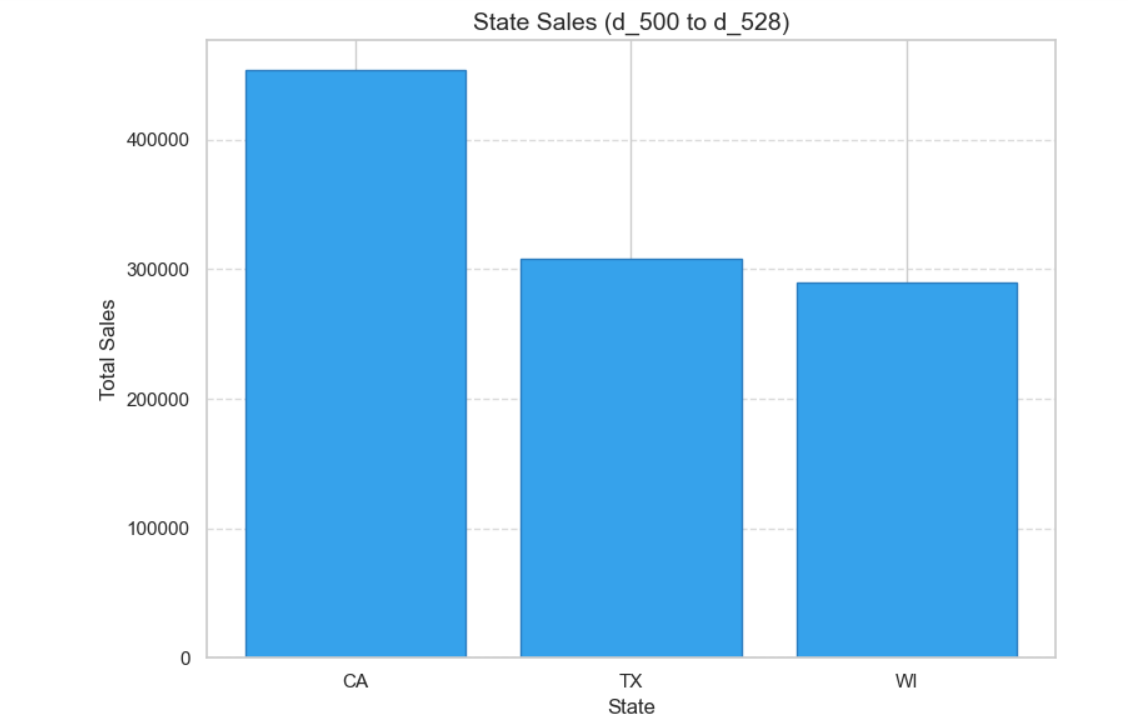 State Sales (d_500 to d_528)
Total Sales
400000
300000
200000
100000
0
CA
TX
WI
State